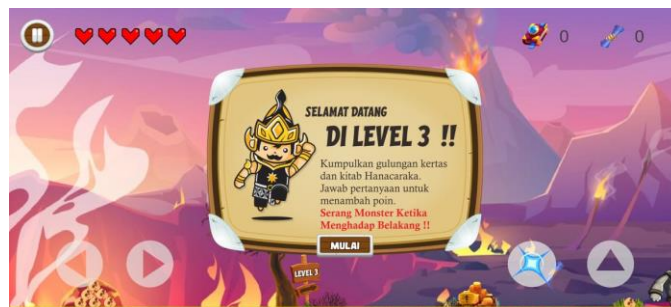 0
0
SELAMAT DATANG
DI LEVEL 3 !!
Kumpulkan gulungan kertas
dan kitab Hanacaraka.
Jawab pertanyaan untuk
menambah poin.
Serang Monster Ketika
Menghadap Belakang !!
MULAI
LEVEL 3